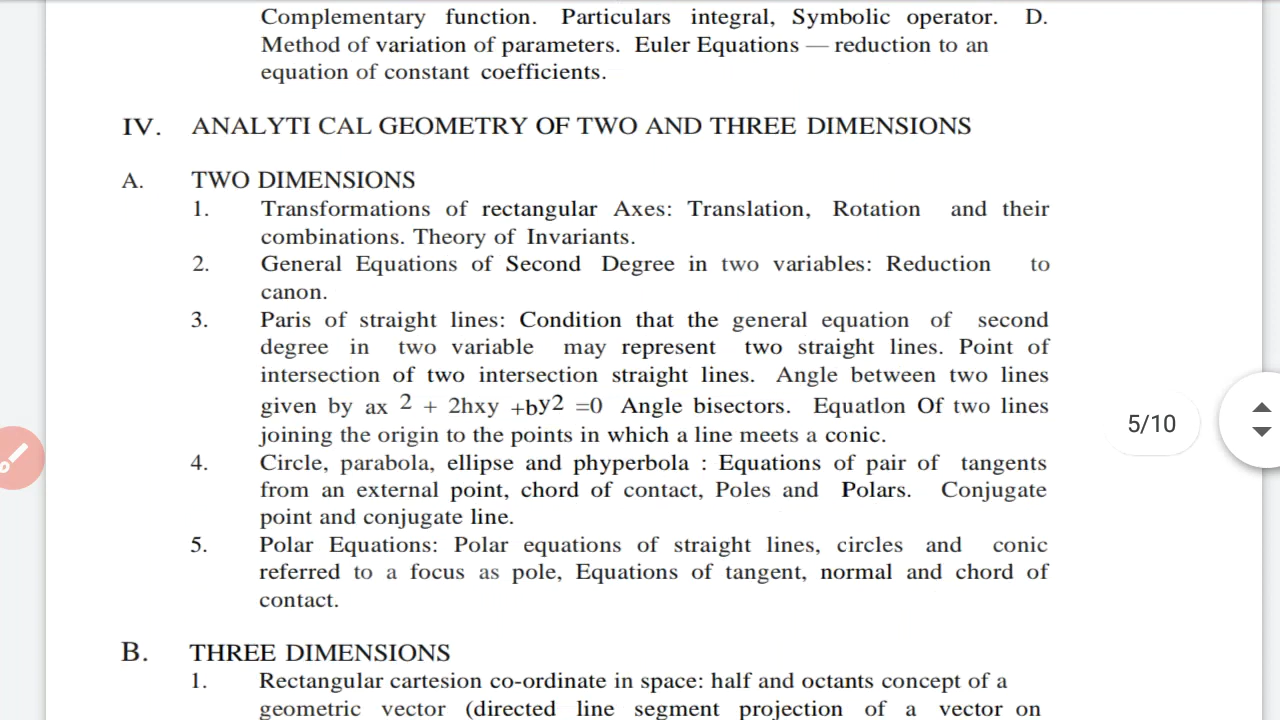 Complementary function. Particulars integral, Symbolic operator. D.
Method of variation of parameters. Euler Equations — reduction to an
equation of constant coefficients.
IV. ANALYTI CAL GEOMETRY OF TWO AND THREE DIMENSIONS
A. TWO DIMENSIONS
1. Transformations of rectangular Axes: Translation, Rotation and their
combinations. Theory of Invariants.
2. General Equations of Second Degree in two variables: Reduction to
canon.
3. Paris of straight lines: Condition that the general equation of second
degree in two variable may represent two straight lines. Point of
intersection of two intersection straight lines. Angle between two lines
given by ax 2 + 2hxy +by2 =0 Angle bisectors. Equatlon Of two lines
joining the origin to the points in which a line meets a conic.
4. Circle, parabola, ellipse and phyperbola : Equations of pair of tangents
from an external point, chord of contact, Poles and Polars. Conjugate
point and conjugate line.
5. Polar Equations: Polar equations of straight lines, circles and conic
referred to a focus as pole, Equations of tangent, normal and chord of
contact.
B. THREE DIMENSIONS
1. Rectangular cartesion co-ordinate in space: half and octants concept of a
geometric vector (directed line segment projection of a vector on
5/10